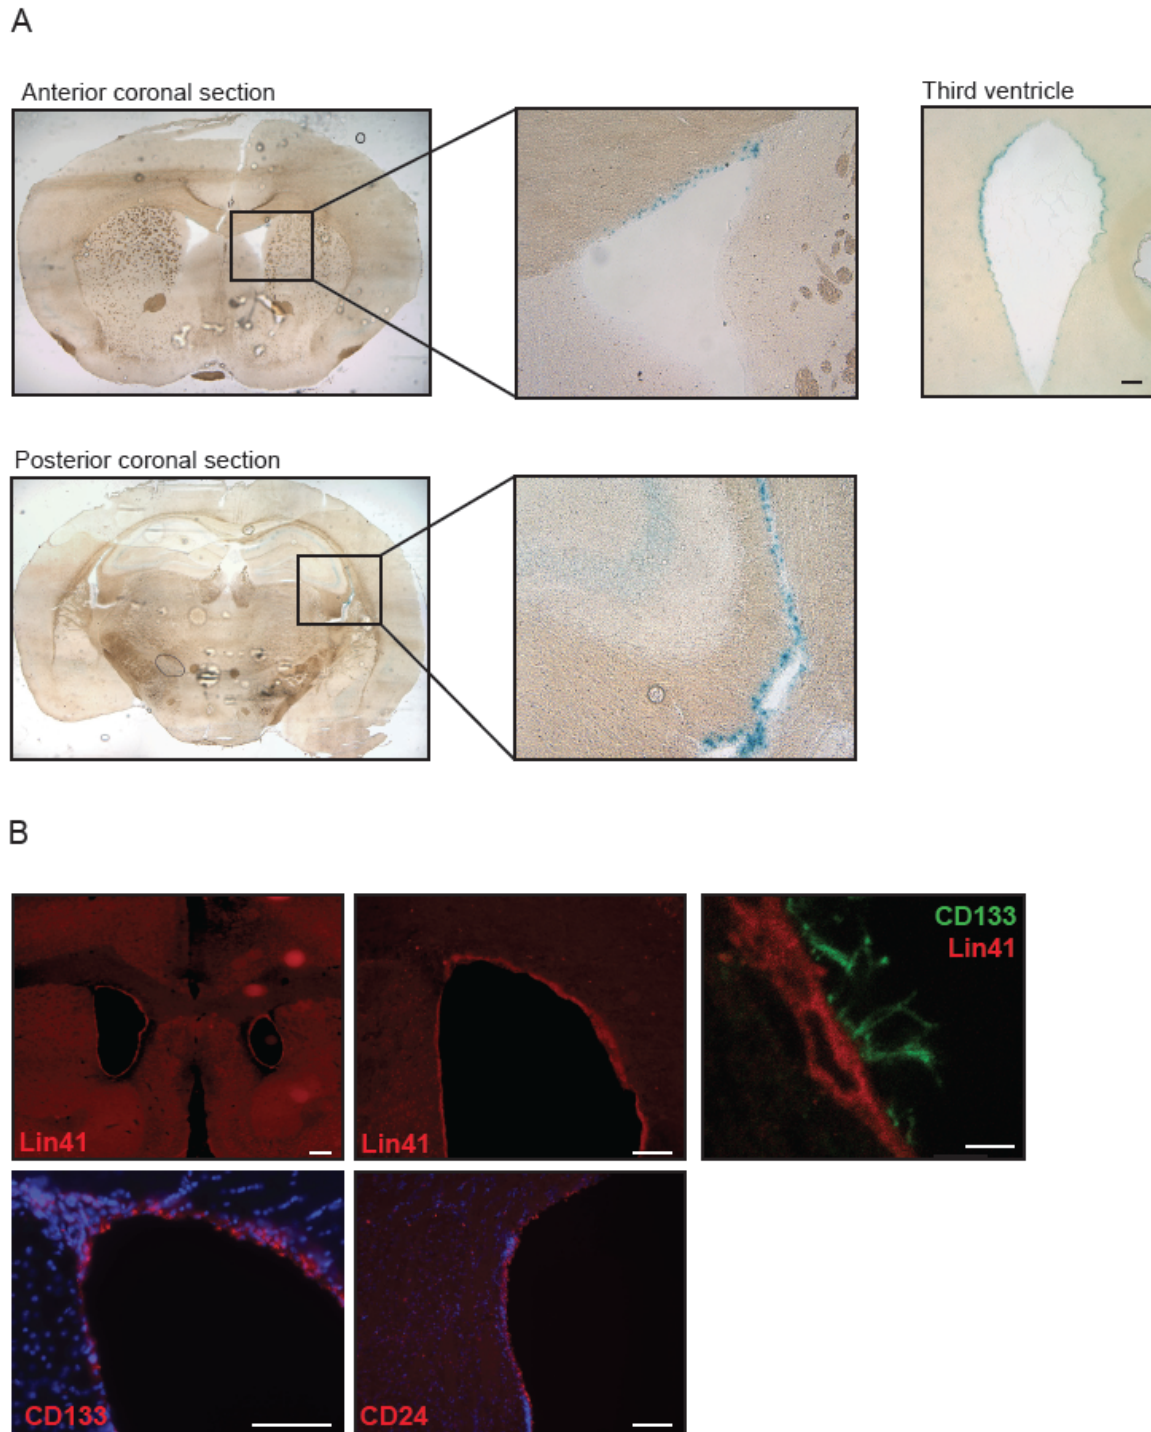 A
Anterior coronal section
Third ventricle
Posterior coronal section
B
Lin41
Lin41
CD133
Lin41
CD133
CD24